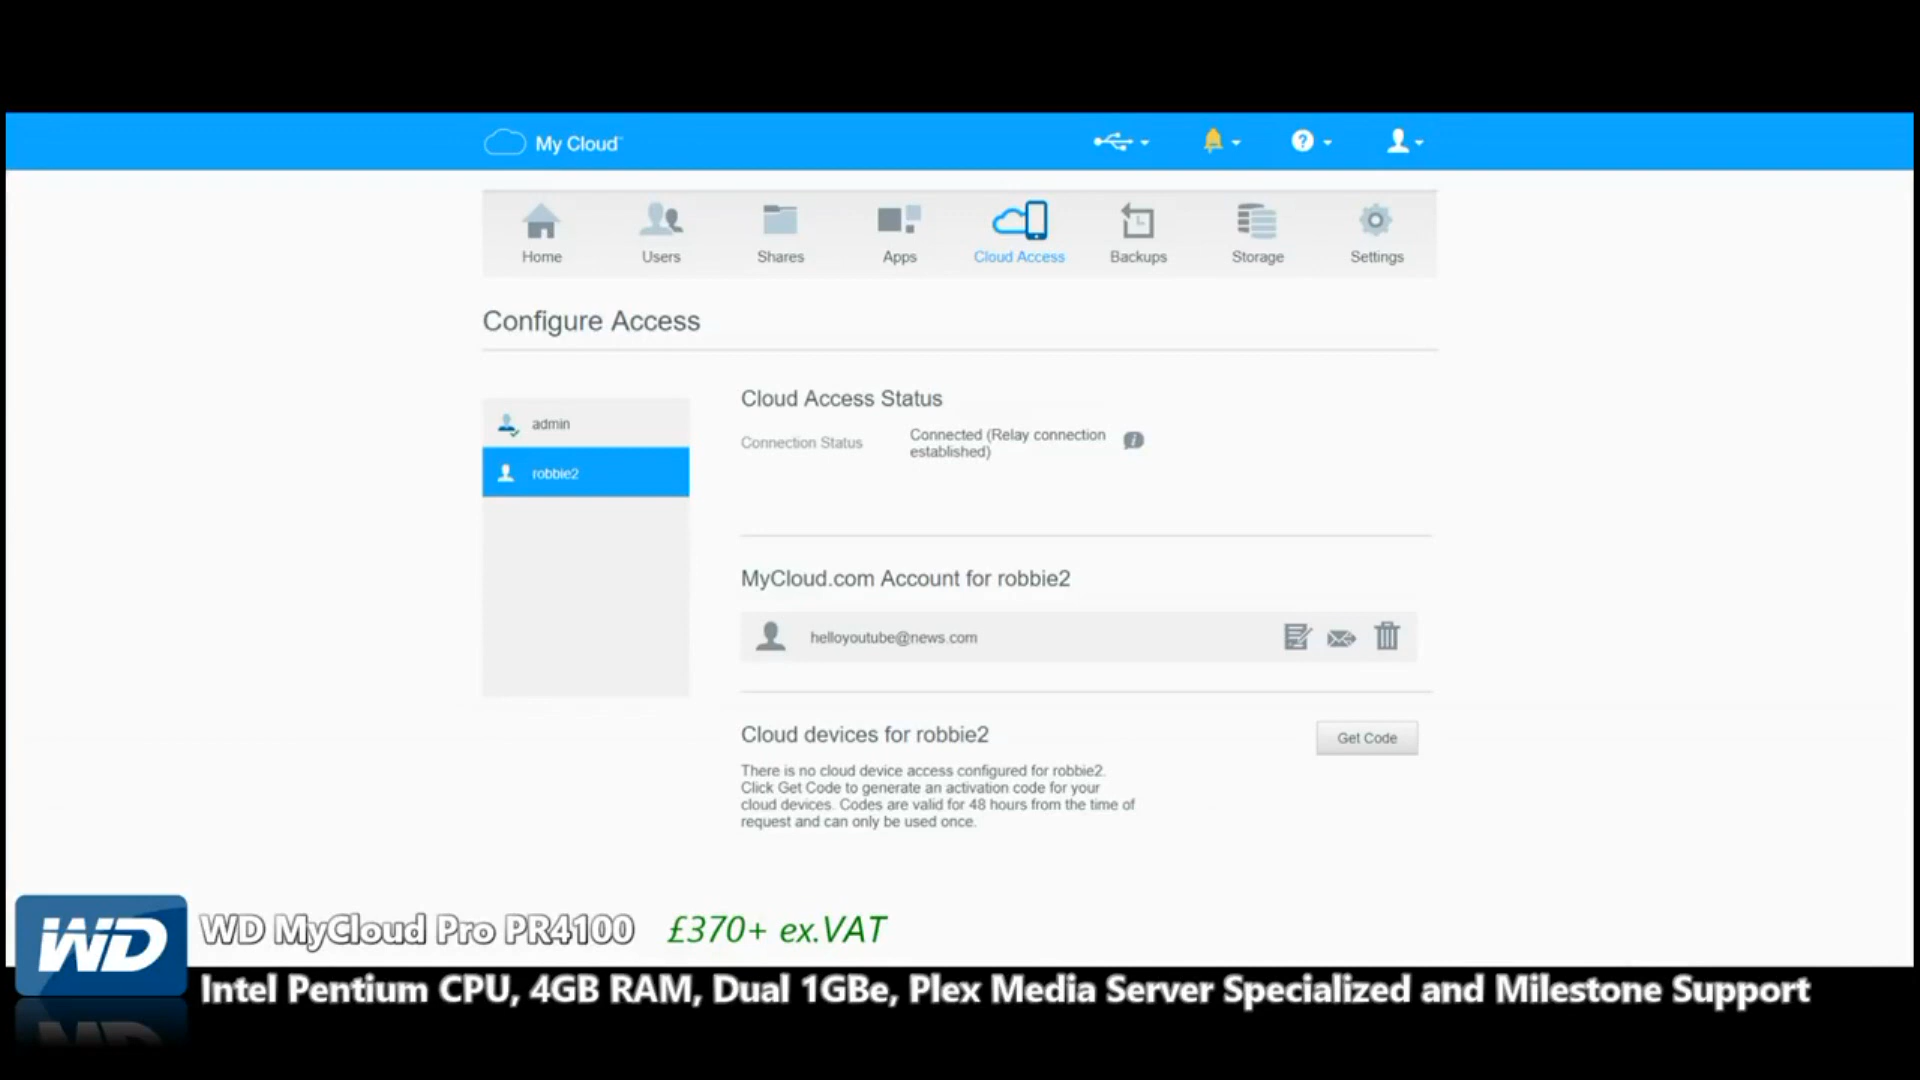 My Cloud™
Home Users Shares Apps Cloud Access Backups Storage Settings
Configure Access
admin
robbie2
Cloud Access Status
Connection Status
Connected (Relay connection
established)
MyCloud.com Account for robbie2
helloyoutube@news.com
Cloud devices for robbie2
Get Code
There is no cloud device access configured for robbie2.
Click Get Code to generate an activation code for your
cloud devices. Codes are valid for 48 hours from the time of
request and can only be used once.
WD
WD MyCloud Pro PR4100 £370+ ex.VAT
Intel Pentium CPU, 4GB RAM, Dual 1GBe, Plex Media Server Specialized and Milestone Support